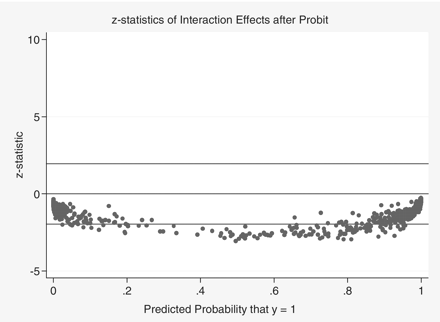 z-statistics of Interaction Effects after Probit
10
5
0
-5
z-statistic
0 .2 .4 .6 .8 1
Predicted Probability that y = 1